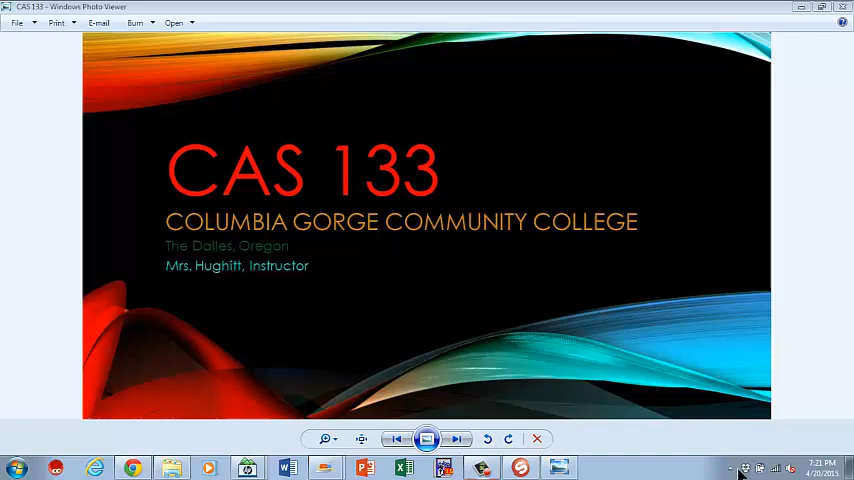 CAS 133 - Windows Photo Viewer
File Print E-mail Burn Open
CAS 133
COLUMBIA GORGE COMMUNITY COLLEGE
The Dalles, Oregon
Mrs. Hughitt, Instructor
7:21 PM
4/20/2015